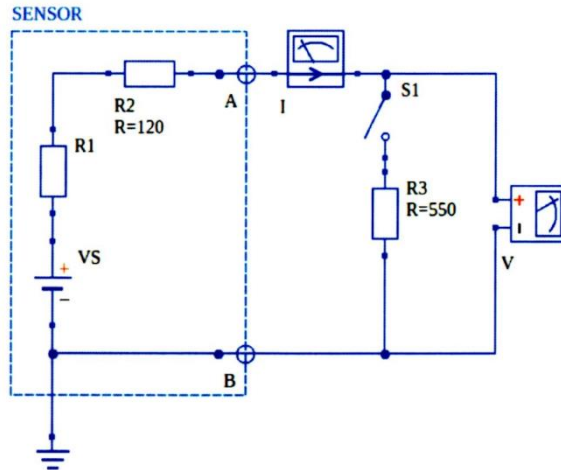 SENSOR
R2
R=120
A
I
S1
R1
R3
R=550
+
VS
+
−
V
B